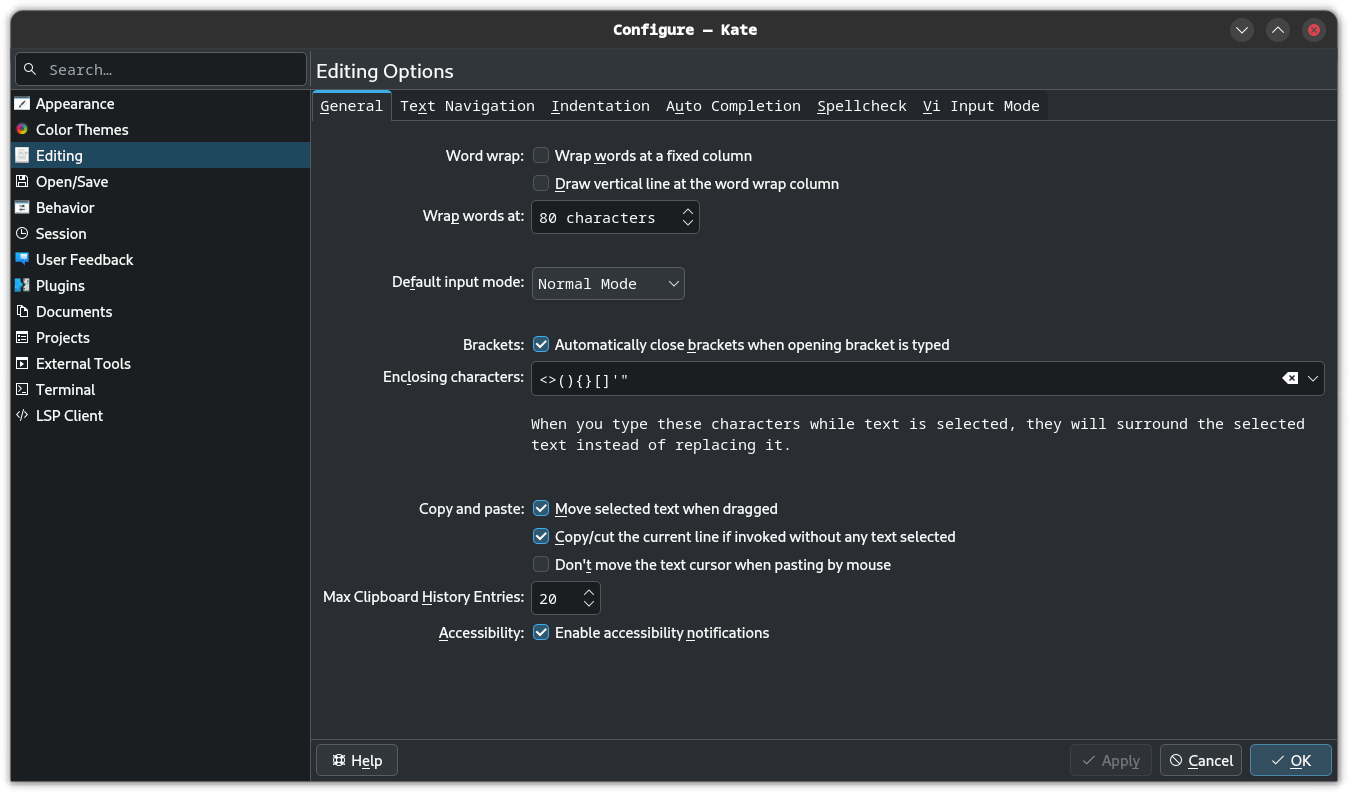 Configure — Kate
Search...
Editing Options
Appearance
Color Themes
Editing
Open/Save
Behavior
Session
User Feedback
Plugins
Documents
Projects
External Tools
Terminal
LSP Client
General Text Navigation Indentation Auto Completion Spellcheck Vi Input Mode
Word wrap: Wrap words at a fixed column
Draw vertical line at the word wrap column
Wrap words at: 80 characters
Default input mode: Normal Mode
Brackets: Automatically close brackets when opening bracket is typed
Enclosing characters: <>(){}[]'"
When you type these characters while text is selected, they will surround the selected
text instead of replacing it.
Copy and paste: Move selected text when dragged
Copy/cut the current line if invoked without any text selected
Don't move the text cursor when pasting by mouse
Max Clipboard History Entries: 20
Accessibility: Enable accessibility notifications
Help Apply Cancel OK